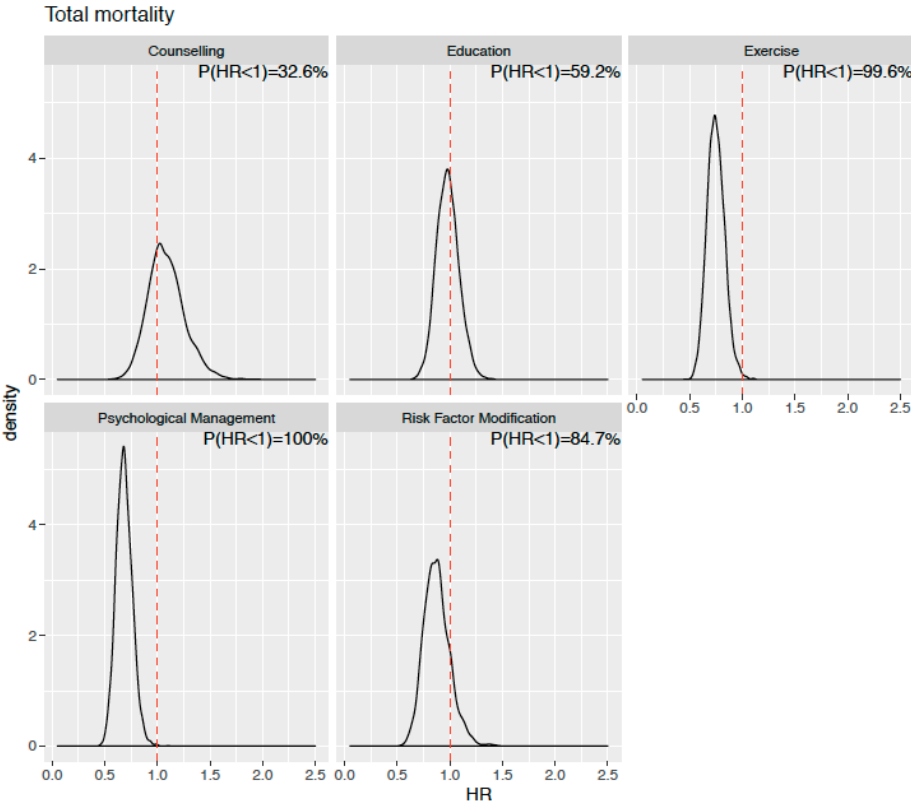 Total mortality
Counselling
Education
Exercise
P(HR<1)=32.6%
P(HR<1)=59.2%
P(HR<1)=99.6%
4
2
0
0.0 0.5 1.0 1.5 2.0 2.5
density
Psychological Management
Risk Factor Modification
P(HR<1)=100%
P(HR<1)=84.7%
4
2
0
0.0 0.5 1.0 1.5 2.0 2.5
0.0 0.5 1.0 1.5 2.0 2.5
HR